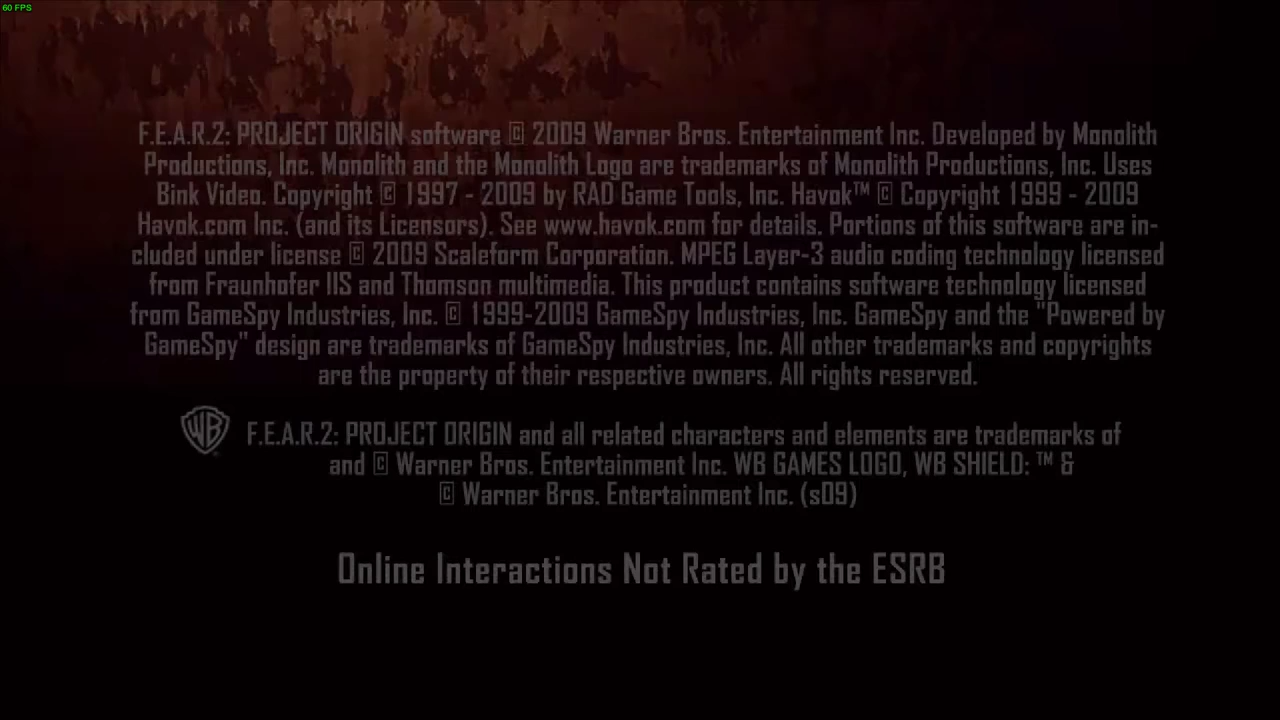 60 FPS
F.E.A.R.2: PROJECT ORIGIN software © 2009 Warner Bros. Entertainment Inc. Developed by Monolith
Productions, Inc. Monolith and the Monolith Logo are trademarks of Monolith Productions, Inc. Uses
Bink Video. Copyright © 1997 - 2009 by RAD Game Tools, Inc. Havok™ © Copyright 1999 - 2009
Havok.com Inc. (and its Licensors). See www.havok.com for details. Portions of this software are in-
cluded under license © 2009 Scaleform Corporation. MPEG Layer-3 audio coding technology licensed
from Fraunhofer IIS and Thomson multimedia. This product contains software technology licensed
from GameSpy Industries, Inc. © 1999-2009 GameSpy Industries, Inc. GameSpy and the "Powered by
GameSpy" design are trademarks of GameSpy Industries, Inc. All other trademarks and copyrights
are the property of their respective owners. All rights reserved.
WB F.E.A.R.2: PROJECT ORIGIN and all related characters and elements are trademarks of
and © Warner Bros. Entertainment Inc. WB GAMES LOGO, WB SHIELD: ™ &
© Warner Bros. Entertainment Inc. (s09)
Online Interactions Not Rated by the ESRB